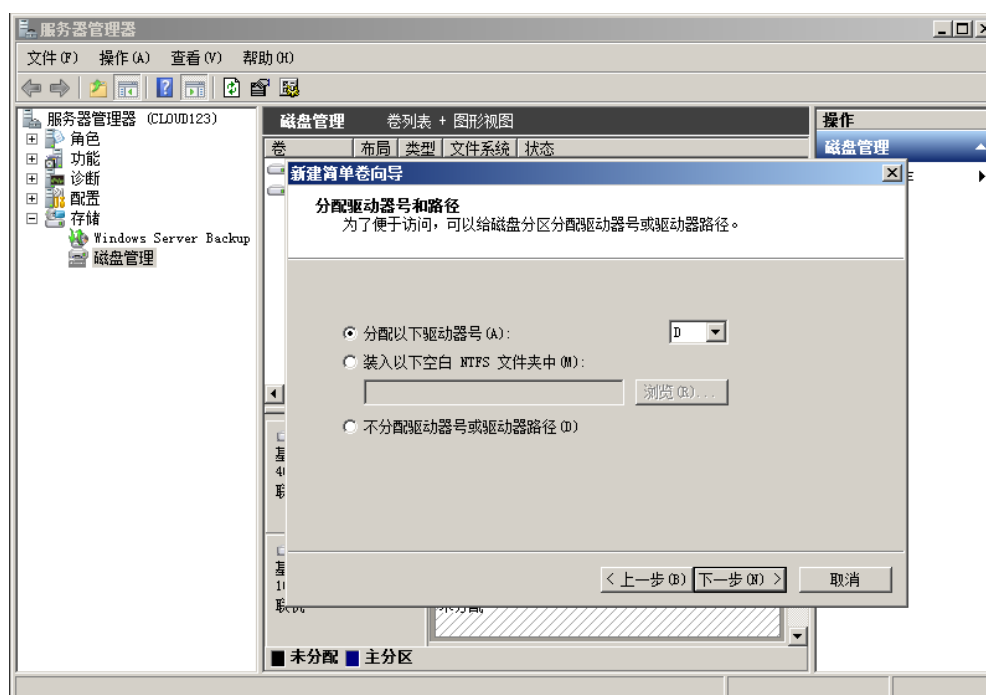 服务器管理器
文件(F) 操作(A) 查看(V) 帮助(H)
服务器管理器 (CLOUD123)
角色
功能
诊断
配置
存储
Windows Server Backup
磁盘管理
磁盘管理 卷列表 + 图形视图
卷 布局 类型 文件系统 状态
操作
磁盘管理
新建简单卷向导
分配驱动器号和路径
为了便于访问，可以给磁盘分区分配驱动器号或驱动器路径。
分配以下驱动器号(A): D
装入以下空白 NTFS 文件夹中(M):
浏览(R)...
不分配驱动器号或驱动器路径(D)
< 上一步(B) 下一步(N) > 取消
未分配 主分区